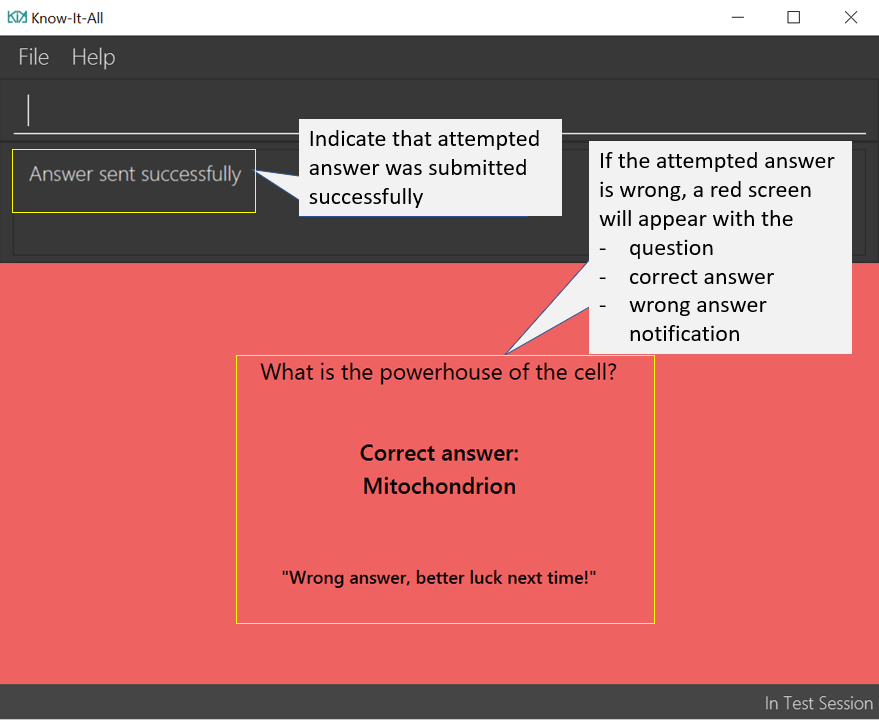 Know-It-All
File Help
Answer sent successfully
Indicate that attempted
answer was submitted
successfully
If the attempted answer
is wrong, a red screen
will appear with the
- question
- correct answer
- wrong answer
notification
What is the powerhouse of the cell?
Correct answer:
Mitochondrion
"Wrong answer, better luck next time!"
In Test Session